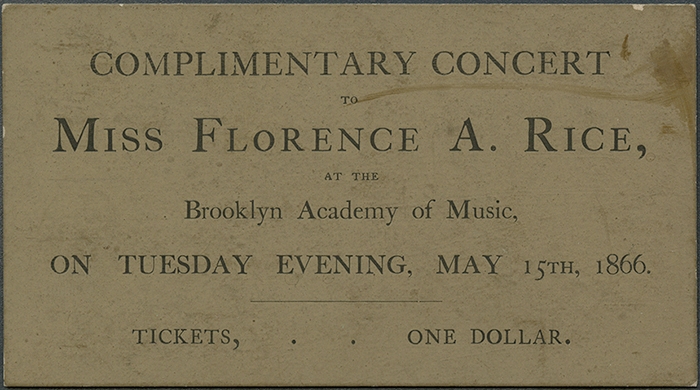 COMPLIMENTARY CONCERT
TO
MISS FLORENCE A. RICE,
AT THE
Brooklyn Academy of Music,
ON TUESDAY EVENING, MAY 15TH, 1866.
TICKETS, . . ONE DOLLAR.